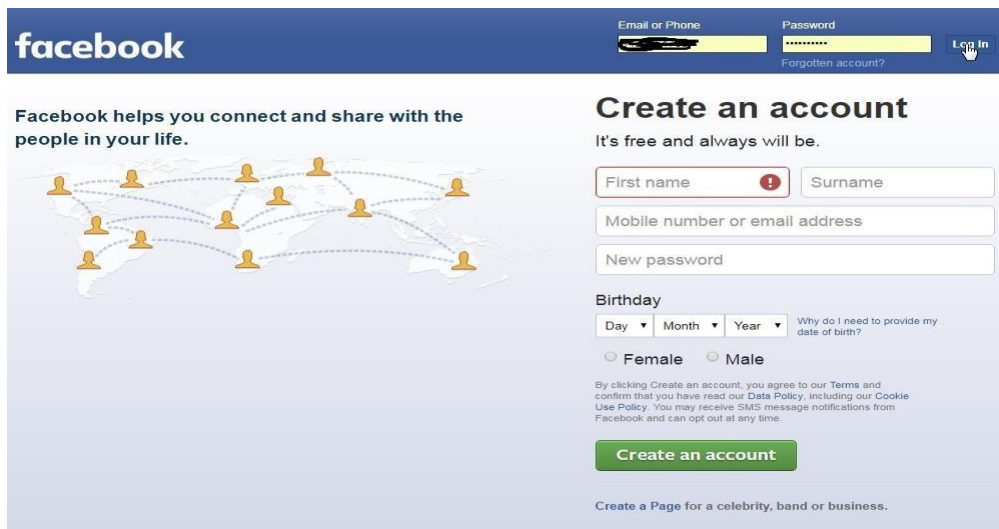 facebook
Email or Phone
Password
••••••••••
Log In
Forgotten account?
Facebook helps you connect and share with the
people in your life.
Create an account
It's free and always will be.
First name
Surname
Mobile number or email address
New password
Birthday
Day Month Year
Why do I need to provide my
date of birth?
Female Male
By clicking Create an account, you agree to our Terms and
confirm that you have read our Data Policy, including our Cookie
Use Policy. You may receive SMS message notifications from
Facebook and can opt out at any time.
Create an account
Create a Page for a celebrity, band or business.